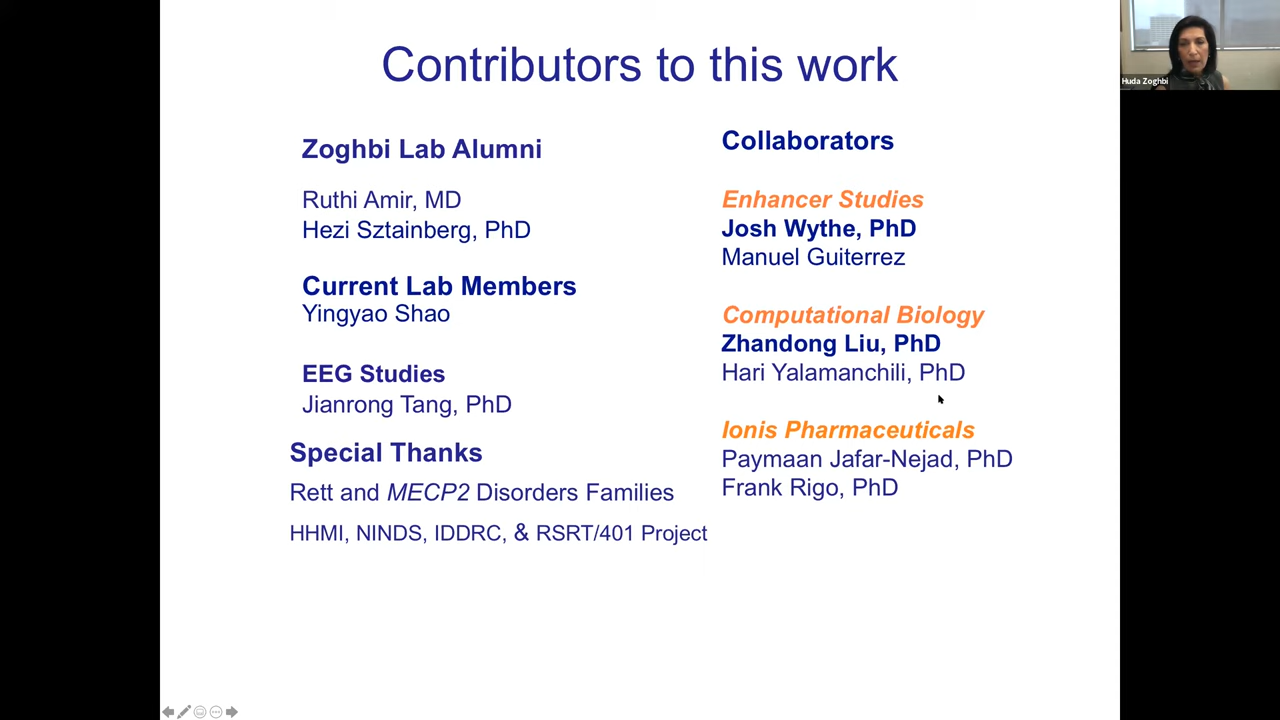 Contributors to this work
Zoghbi Lab Alumni
Ruthi Amir, MD
Hezi Sztainberg, PhD
Current Lab Members
Yingyao Shao
EEG Studies
Jianrong Tang, PhD
Special Thanks
Rett and MECP2 Disorders Families
HHMI, NINDS, IDDRC, & RSRT/401 Project
Collaborators
Enhancer Studies
Josh Wythe, PhD
Manuel Guiterrez
Computational Biology
Zhandong Liu, PhD
Hari Yalamanchili, PhD
Ionis Pharmaceuticals
Paymaan Jafar-Nejad, PhD
Frank Rigo, PhD
Huda Zoghbi